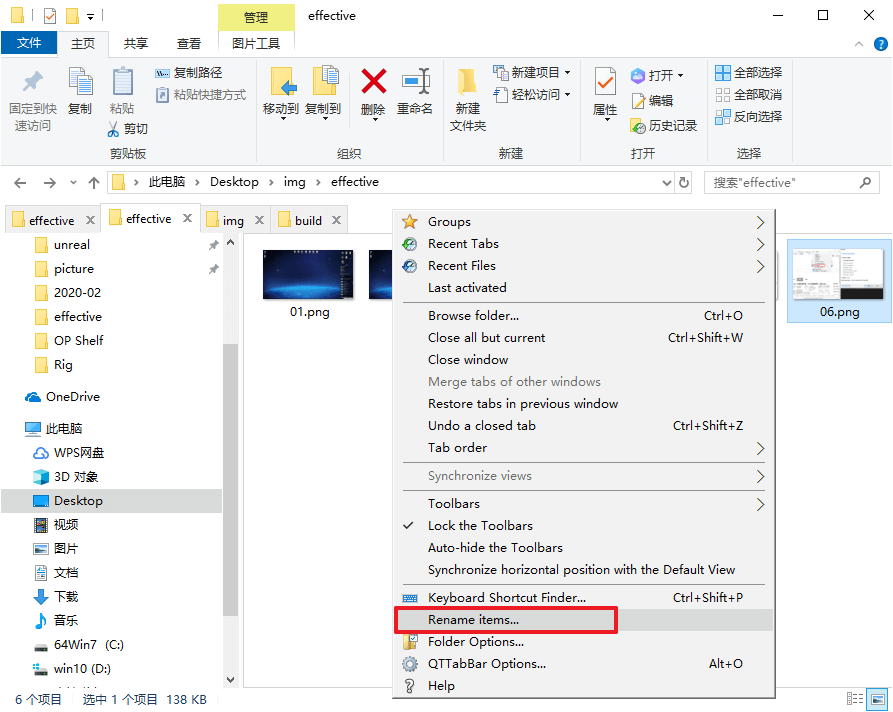 管理
effective
文件
主页
共享
查看
图片工具
固定到快
速访问
复制
粘贴
复制路径
粘贴快捷方式
剪切
剪贴板
移动到
复制到
删除
重命名
组织
新建
文件夹
新建项目
轻松访问
新建
属性
打开
编辑
历史记录
打开
全部选择
全部取消
反向选择
选择
此电脑 > Desktop > img > effective
搜索"effective"
effective
effective
img
build
unreal
picture
2020-02
effective
OP Shelf
Rig
OneDrive
此电脑
WPS网盘
3D 对象
Desktop
视频
图片
文档
下载
音乐
64Win7 (C:)
win10 (D:)
01.png
06.png
Groups
Recent Tabs
Recent Files
Last activated
Browse folder... Ctrl+O
Close all but current Ctrl+Shift+W
Close window
Merge tabs of other windows
Restore tabs in previous window
Undo a closed tab Ctrl+Shift+Z
Tab order
Synchronize views
Toolbars
Lock the Toolbars
Auto-hide the Toolbars
Synchronize horizontal position with the Default View
Keyboard Shortcut Finder... Ctrl+Shift+P
Rename items...
Folder Options...
QTTabBar Options... Alt+O
Help
6 个项目
选中 1 个项目 138 KB